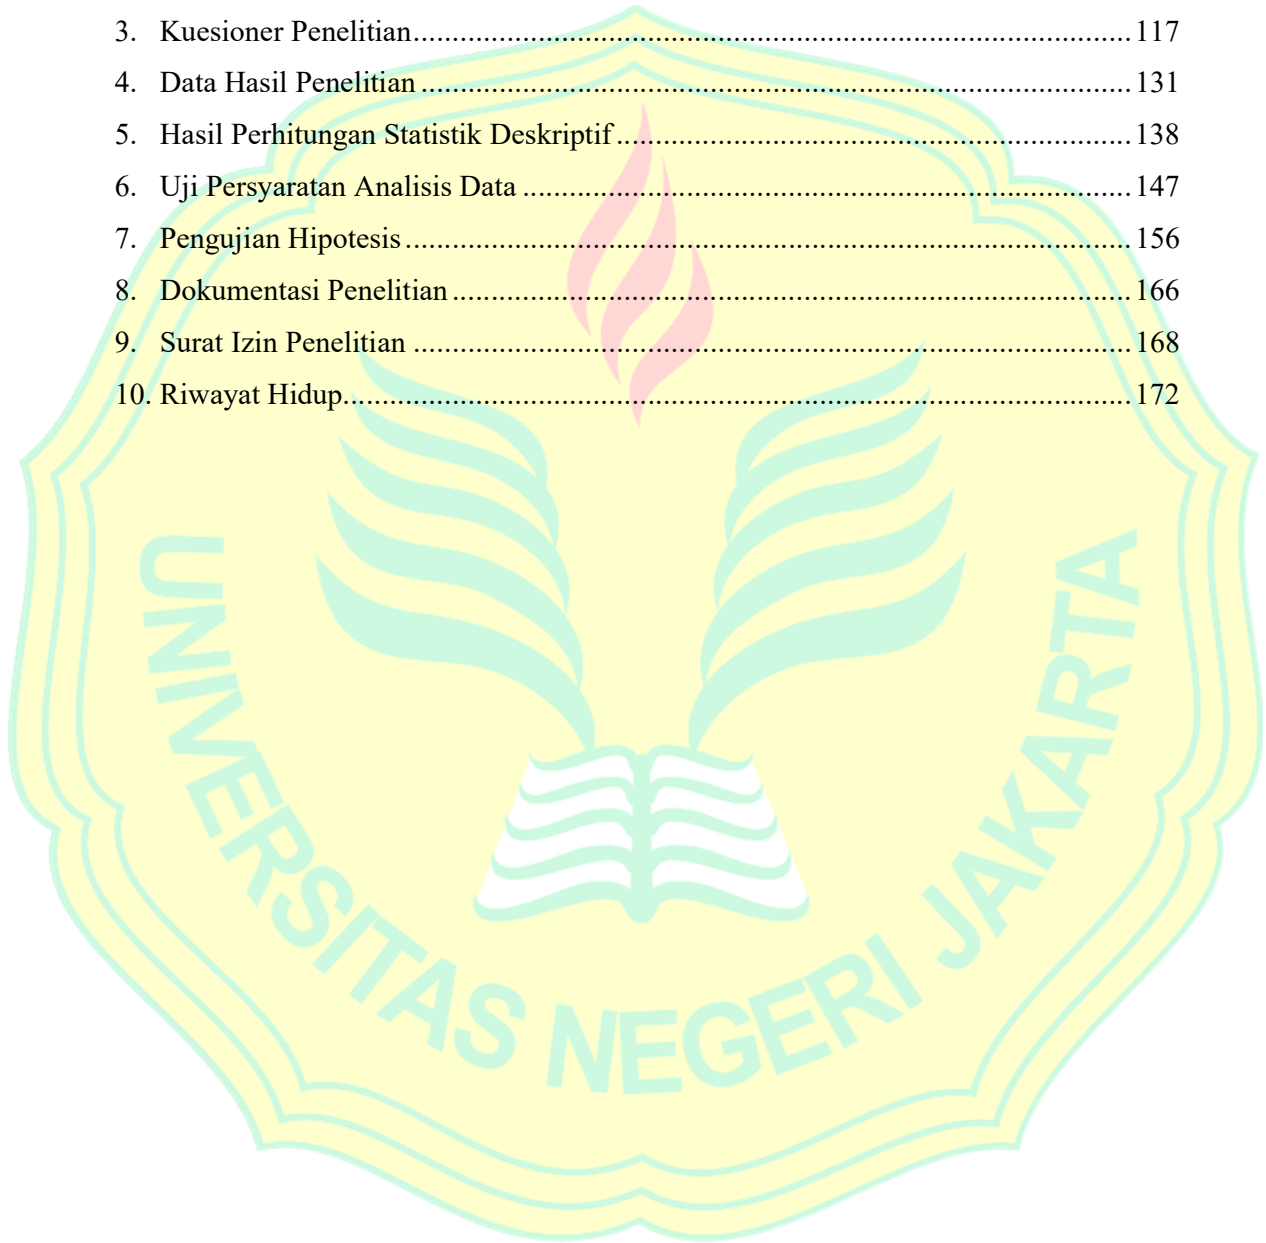 3. Kuesioner Penelitian.......................................................................................................117
4. Data Hasil Penelitian......................................................................................................131
5. Hasil Perhitungan Statistik Deskriptif..........................................................................138
6. Uji Persyaratan Analisis Data.......................................................................................147
7. Pengujian Hipotesis........................................................................................................156
8. Dokumentasi Penelitian.................................................................................................166
9. Surat Izin Penelitian.......................................................................................................168
10. Riwayat Hidup................................................................................................................172
UNIVERSITAS NEGERI JAKARTA